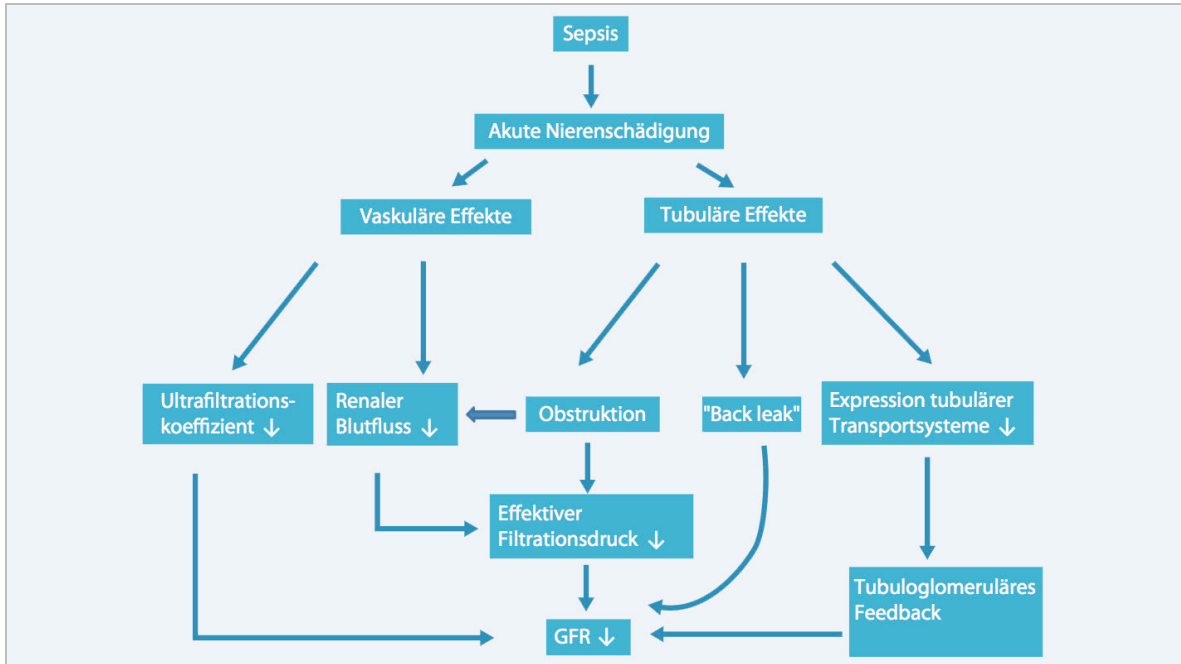 Sepsis
Akute Nierenschädigung
Vaskuläre Effekte
Tubuläre Effekte
Ultrafiltrations-
koeffizient ↓
Renaler
Blutfluss ↓
Obstruktion
"Back leak"
Expression tubulärer
Transportsysteme ↓
Effektiver
Filtrationsdruck ↓
Tubuloglomeruläres
Feedback
GFR ↓